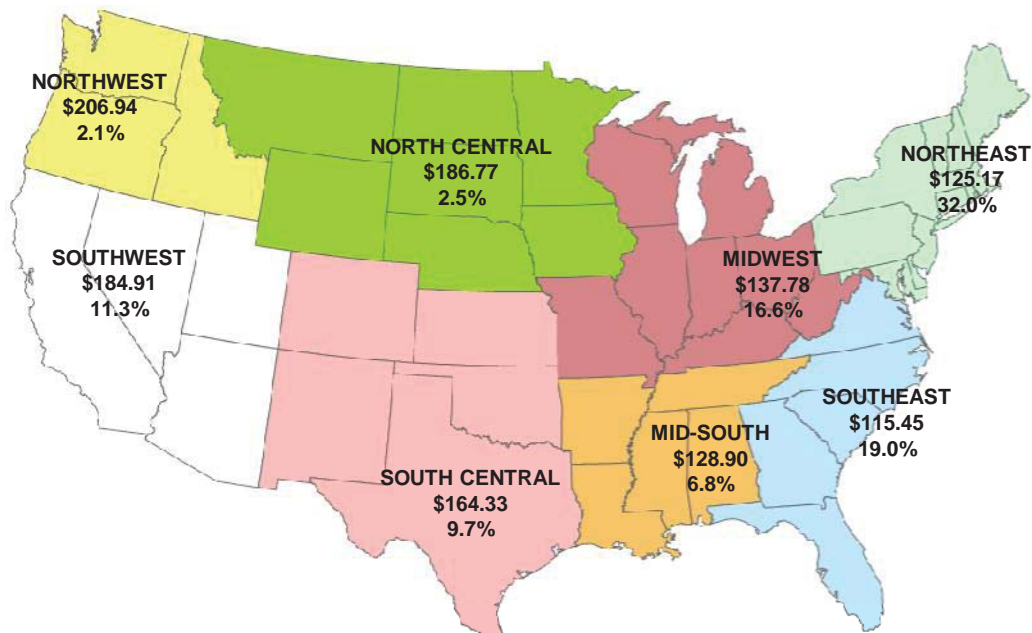 NORTHWEST
$206.94
2.1%
NORTH CENTRAL
$186.77
2.5%
NORTHEAST
$125.17
32.0%
SOUTHWEST
$184.91
11.3%
MIDWEST
$137.78
16.6%
SOUTHEAST
$115.45
19.0%
MID-SOUTH
$128.90
6.8%
SOUTH CENTRAL
$164.33
9.7%